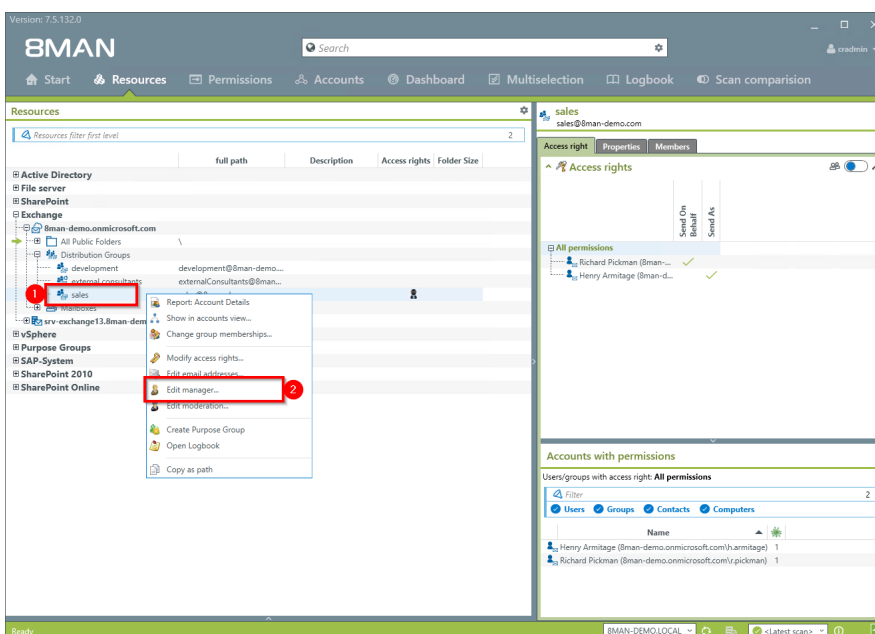 Version: 7.5.132.0
8MAN
Search
cradmin
Start Resources Permissions Accounts Dashboard Multiselection Logbook Scan comparision
Resources
Resources filter first level 2
full path Description Access rights Folder Size
Active Directory
File server
SharePoint
Exchange
8man-demo.onmicrosoft.com
All Public Folders \
Distribution Groups
development development@8man-demo....
external consultants externalConsultants@8man...
1 sales
Mailboxes
srv-exchange13.8man-dem
vSphere
Purpose Groups
SAP-System
SharePoint 2010
SharePoint Online
Report: Account Details
Show in accounts view...
Change group memberships...
Modify access rights...
Edit email addresses...
Edit manager... 2
Edit moderation...
Create Purpose Group
Open Logbook
Copy as path
sales
sales@8man-demo.com
Access right Properties Members
Access rights
Send On Behalf
Send As
All permissions
Richard Pickman (8man-...
Henry Armitage (8man-d...
Accounts with permissions
Users/groups with access right: All permissions
Filter 2
Users Groups Contacts Computers
Name
Henry Armitage (8man-demo.onmicrosoft.com\h.armitage) 1
Richard Pickman (8man-demo.onmicrosoft.com\r.pickman) 1
Ready 8MAN-DEMO.LOCAL <Latest scan>